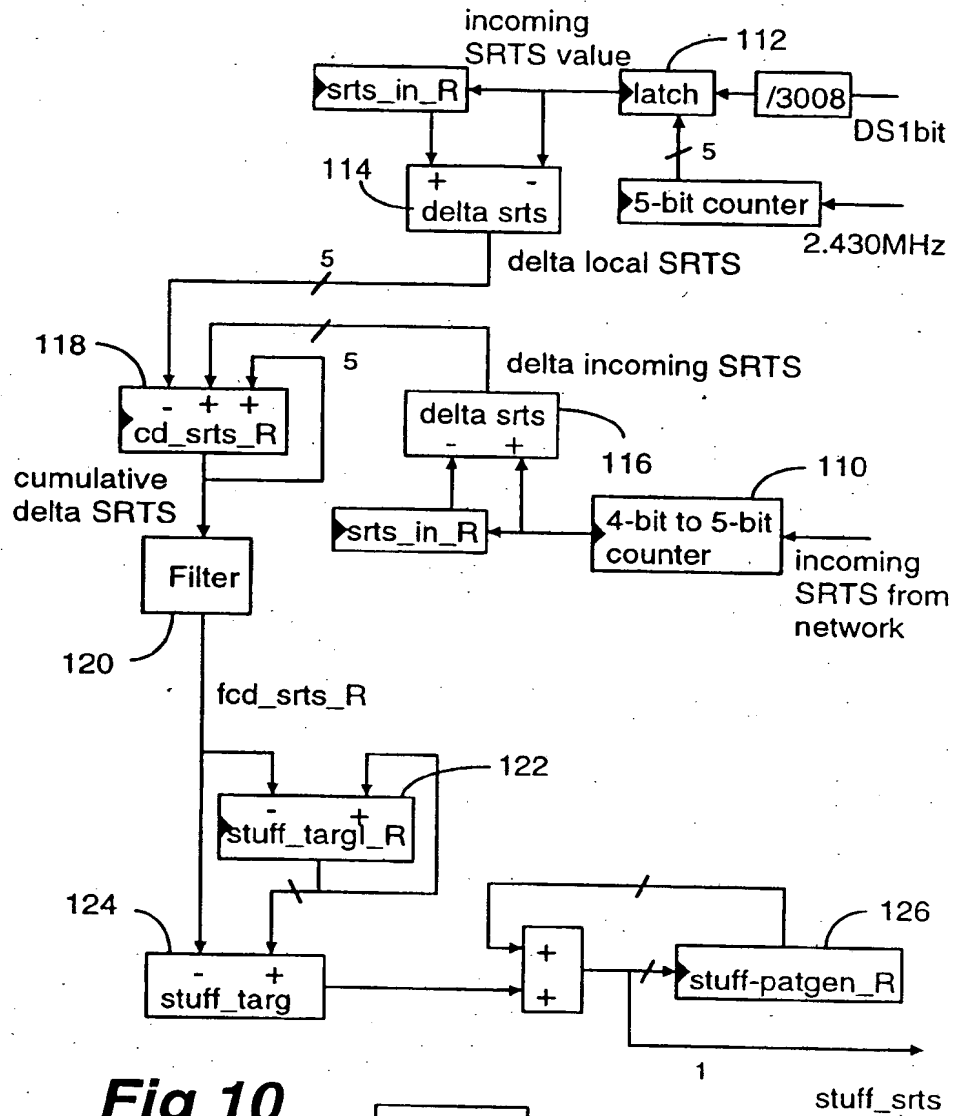 incoming
SRTS value
112
srts_in_R
latch
/3008
DS1bit
5
114
+ -
delta srts
5-bit counter
2.430MHz
delta local SRTS
5
118
5
delta incoming SRTS
- + +
cd_srts_R
delta srts
- +
116
110
cumulative
delta SRTS
srts_in_R
4-bit to 5-bit
counter
incoming
SRTS from
network
Filter
120
fcd_srts_R
122
- +
stuff_targl_R
124
126
- +
stuff_targ
+
+
stuff-patgen_R
1
stuff_srts
Fig 10